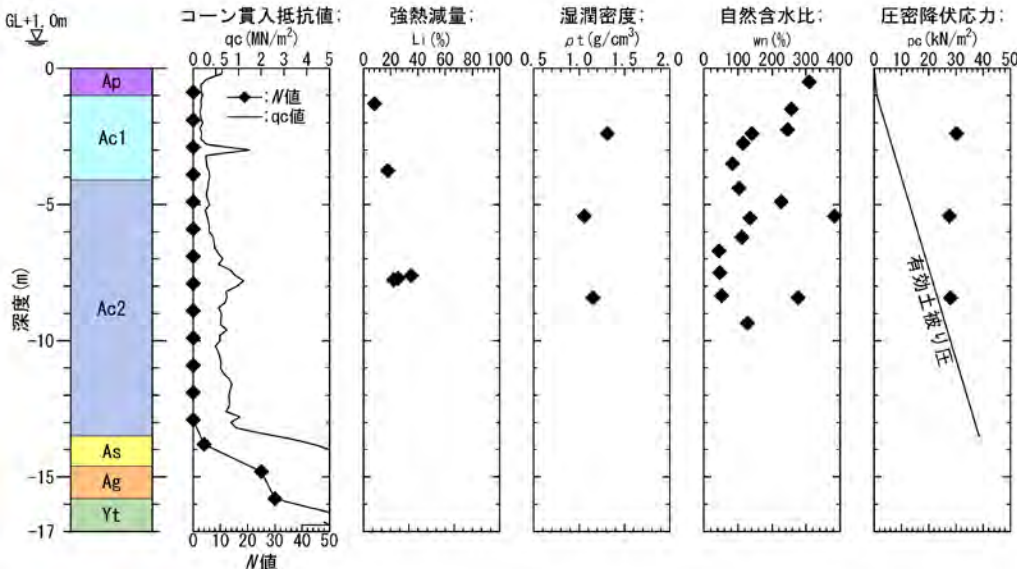 GL+1.0m
コーン貫入抵抗値:
qc(MN/m²)
0 0.5 1 2 5
強熱減量:
Li(%)
0 20 40 60 80 100
湿潤密度:
ρt(g/cm³)
0.5 1.0 1.5 2.0
自然含水比:
wn(%)
0 100 200 300 400
圧密降伏応力:
pc(kN/m²)
0 10 20 30 40 50
深度(m)
0
-5
-10
-15
-17
Ap
Ac1
Ac2
As
Ag
Yt
:N値
:qc値
有効土被り圧
0 10 20 30 50
N値